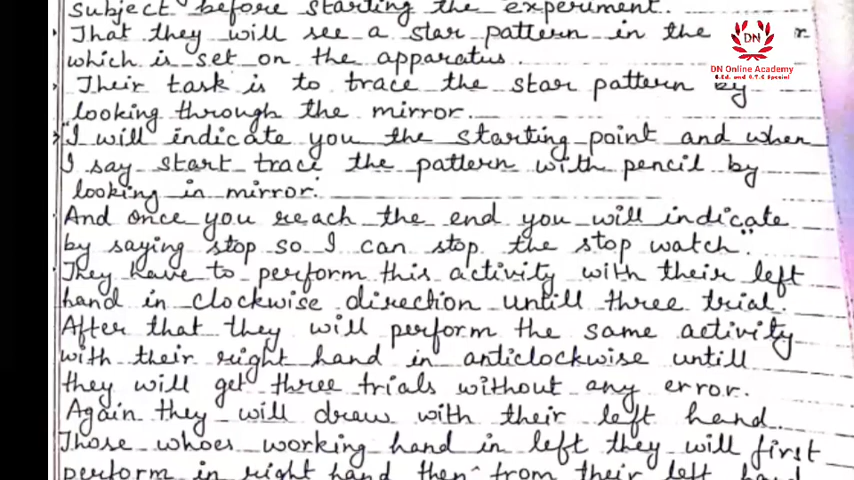 subject before starting the experiment.
That they will see a star pattern in the
which is set on the apparatus.
Their task is to trace the star pattern by
looking through the mirror.
"I will indicate you the starting point and when
I say start trace the pattern with pencil by
looking in mirror.
And once you reach the end you will indicate
by saying stop so I can stop the stop watch".
They have to perform this activity with their left
hand in clockwise direction untill three trial.
After that they will perform the same activity
with their right hand in anticlockwise untill
they will get three trials without any error.
Again they will draw with their left hand.
Those whoes working hand in left they will first
perform in right hand then from their left hand
DN
DN Online Academy
B.Ed. and B.T.C Special